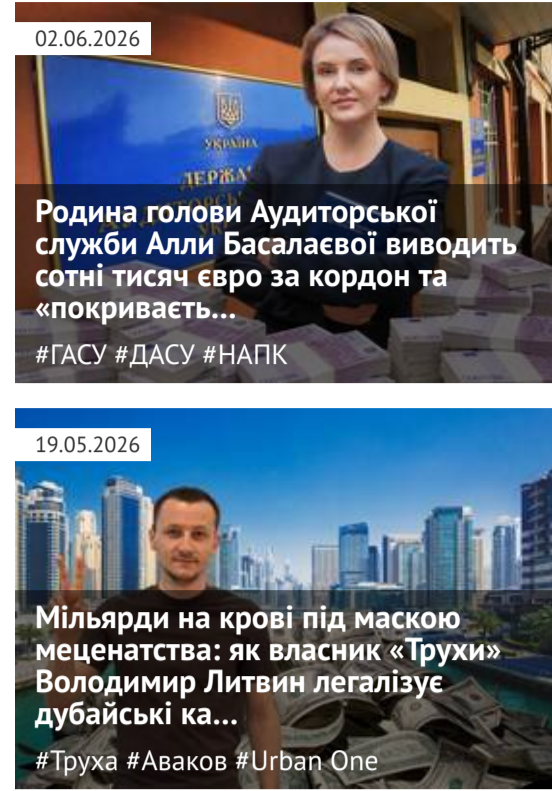 02.06.2026
УКРАЇНА
ДЕРЖА
Родина голови Аудиторської
служби Алли Басалаєвої виводить
сотні тисяч євро за кордон та
«покриваєть...
#ГАСУ #ДАСУ #НАПК
19.05.2026
Мільярди на крові під маскою
меценатства: як власник «Трухи»
Володимир Литвин легалізує
дубайські ка...
#Труха #Аваков #Urban One